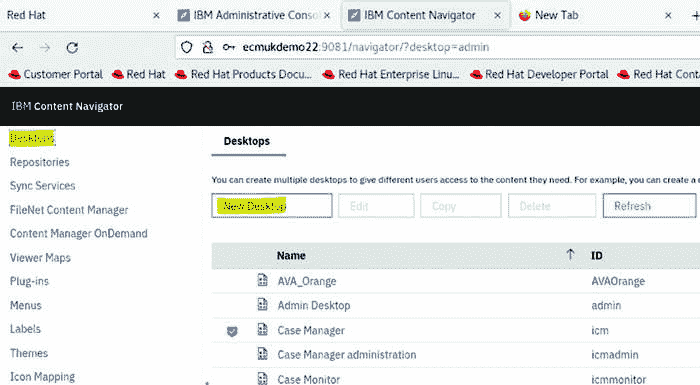 Red Hat
IBM Administrative Conso
IBM Content Navigator
New Tab
ecmukdemo22:9081/navigator/?desktop=admin
Customer Portal
Red Hat
Red Hat Products Docu...
Red Hat Enterprise Linu...
Red Hat Developer Portal
Red Hat Conta
IBM Content Navigator
Desktops
Repositories
Sync Services
FileNet Content Manager
Content Manager OnDemand
Viewer Maps
Plug-ins
Menus
Labels
Themes
Icon Mapping
Desktops
You can create multiple desktops to give different users access to the content they need. For example, you can create a
New Desktop
Edit
Copy
Delete
Refresh
Name
ID
AVA_Orange
AVAOrange
Admin Desktop
admin
Case Manager
icm
Case Manager administration
icmadmin
Case Monitor
icmmonitor